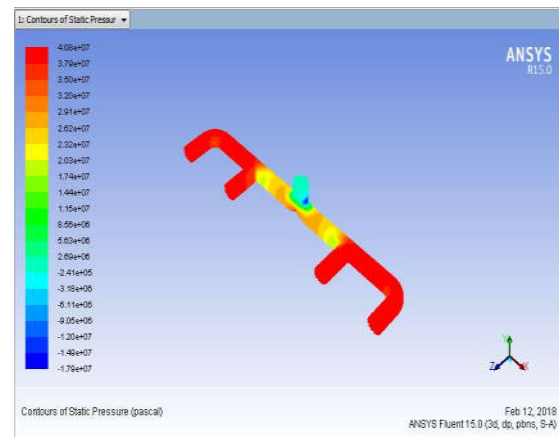 1: Contours of Static Pressur
ANSYS
R15.0
4.08e+07
3.79e+07
3.50e+07
3.20e+07
2.91e+07
2.62e+07
2.32e+07
2.03e+07
1.74e+07
1.44e+07
1.15e+07
8.56e+06
5.63e+06
2.69e+06
-2.41e+05
-3.18e+06
-6.11e+06
-9.05e+06
-1.20e+07
-1.49e+07
-1.79e+07
Y
Z
X
Contours of Static Pressure (pascal)
Feb 12, 2018
ANSYS Fluent 15.0 (3d, dp, pbns, S-A)